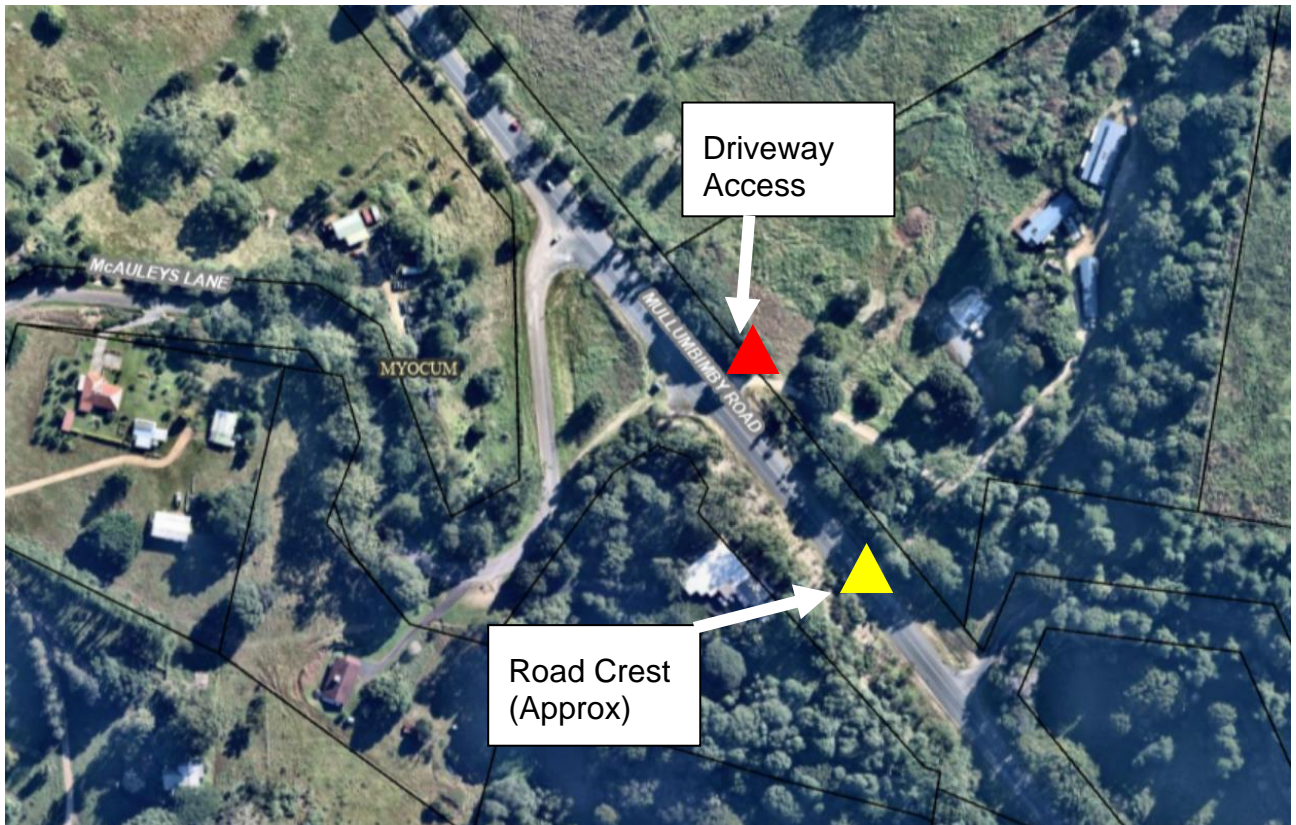 Driveway
Access
McAULEYS LANE
MULLUMBIMBY ROAD
MYOCUM
Road Crest
(Approx)